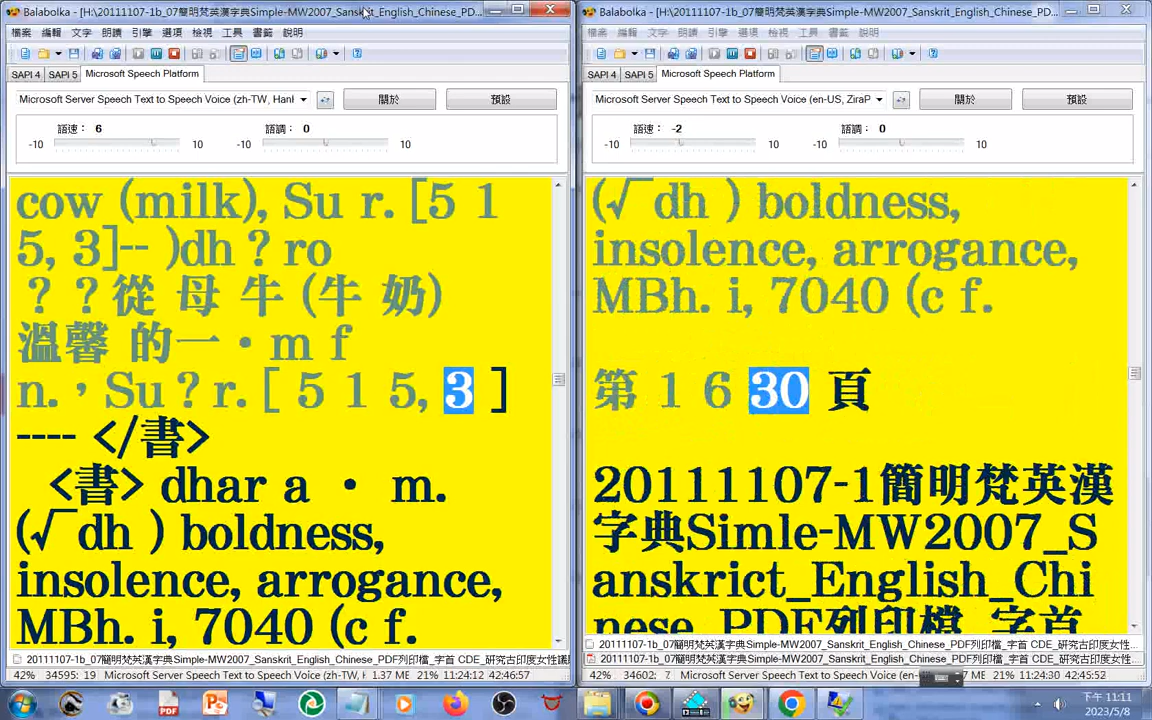 Balabolka - [H:\20111107-1b_07簡明梵英漢字典Simple-MW2007_Sanskrit_English_Chinese_PD...
檔案 編輯 文字 朗讀 引擎 選項 檢視 工具 書籤 說明
SAPI 4 SAPI 5 Microsoft Speech Platform
Microsoft Server Speech Text to Speech Voice (zh-TW, HanH
關於 預設
語速： 6 語調： 0
-10 10 -10 10
cow (milk), Su r. [5 1
5, 3]-- )dh ? ro
？？從 母 牛 (牛 奶)
溫馨 的一・m f
n.，Su ? r. [ 5 1 5, 3 ]
---- </書>
<書> dhar a ・ m.
(√ dh ) boldness,
insolence, arrogance,
MBh. i, 7040 (c f.
20111107-1b_07簡明梵英漢字典Simple-MW2007_Sanskrit_English_Chinese_PDF列印檔_字首 CDE_研究古印度女性議
42% 34595: 19 Microsoft Server Speech Text to Speech Voice (zh-TW, H 1.37 MB 21% 11:24:12 42:46:57
Balabolka - [H:\20111107-1b_07簡明梵英漢字典Simple-MW2007_Sanskrit_English_Chinese_PD...
檔案 編輯 文字 朗讀 引擎 選項 檢視 工具 書籤 說明
SAPI 4 SAPI 5 Microsoft Speech Platform
Microsoft Server Speech Text to Speech Voice (en-US, ZiraP
關於 預設
語速： -2 語調： 0
-10 10 -10 10
(√ dh ) boldness,
insolence, arrogance,
MBh. i, 7040 (c f.
第 1 6 30 頁
20111107-1簡明梵英漢
字典Simle-MW2007_S
anskrict_English_Chi
nese_PDF列印檔_字首
20111107-1b_07簡明梵英漢字典Simple-MW2007_Sanskrit_English_Chinese_PDF列印檔_字首 CDE_研究古印度女性...
20111107-1b_07簡明梵英漢字典Simple-MW2007_Sanskrit_English_Chinese_PDF列印檔_字首 CDE_研究古印度女性...
42% 34602: 7 Microsoft Server Speech Text to Speech Voice (en- 21% 11:24:30 42:45:52
下午 11:11
2023/5/8